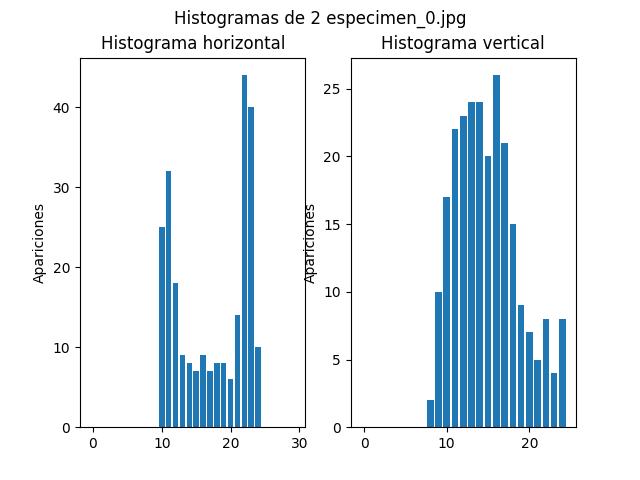 Histogramas de 2 especimen_0.jpg
Histograma horizontal
Histograma vertical
Apariciones
40
30
20
10
0
0 10 20 30
Apariciones
25
20
15
10
5
0
0 10 20